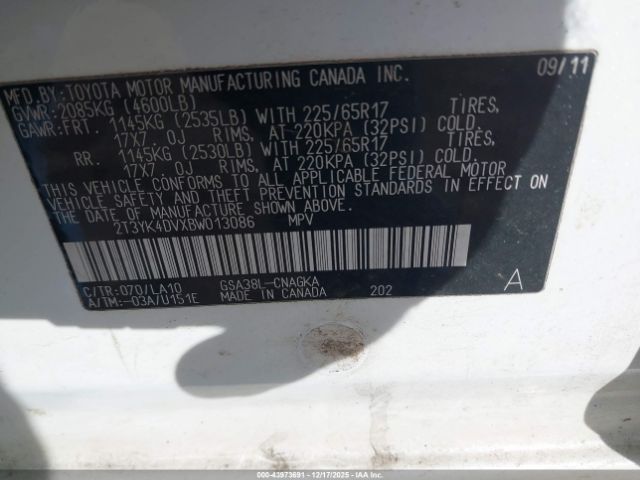 MFD.BY:TOYOTA MOTOR MANUFACTURING CANADA INC. 09/11
GVWR:2085KG (4600LB)
GAWR:FRT. 1145KG (2535LB) WITH 225/65R17 TIRES,
17X7 0J RIMS, AT 220KPA (32PSI) COLD.
RR. 1145KG (2530LB) WITH 225/65R17 TIRES,
17X7 0J RIMS, AT 220KPA (32PSI) COLD.
THIS VEHICLE CONFORMS TO ALL APPLICABLE FEDERAL MOTOR
VEHICLE SAFETY AND THEFT PREVENTION STANDARDS IN EFFECT ON
THE DATE OF MANUFACTURE SHOWN ABOVE.
2T3YK4DVXBW013086 MPV
C/TR:070/LA10 GSA38L-CNAGKA A
A/TM:-03A/U151E MADE IN CANADA 202
000-43973691 - 12/17/2025 - IAAI.COM